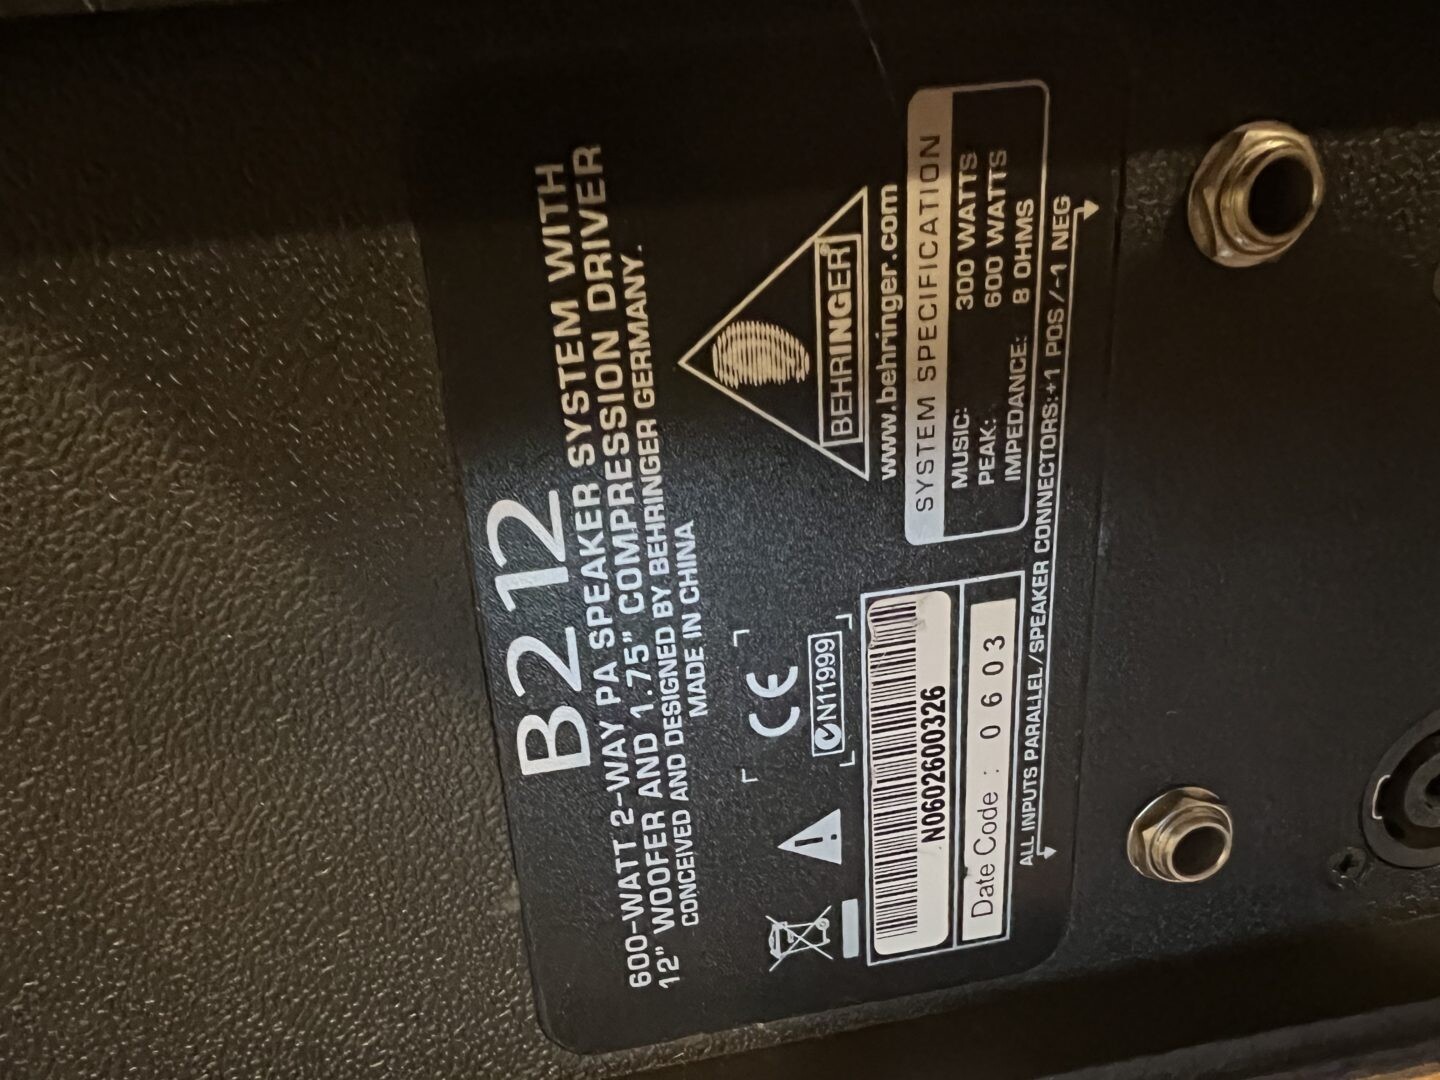 B212
600-WATT 2-WAY PA SPEAKER SYSTEM WITH
12" WOOFER AND 1.75" COMPRESSION DRIVER
CONCEIVED AND DESIGNED BY BEHRINGER GERMANY.
MADE IN CHINA
CE
N11999
N0602600326
Date Code : 0603
BEHRINGER®
www.behringer.com
SYSTEM SPECIFICATION
MUSIC: 300 WATTS
PEAK: 600 WATTS
IMPEDANCE: 8 OHMS
ALL INPUTS PARALLEL/SPEAKER CONNECTORS:+1 POS/-1 NEG